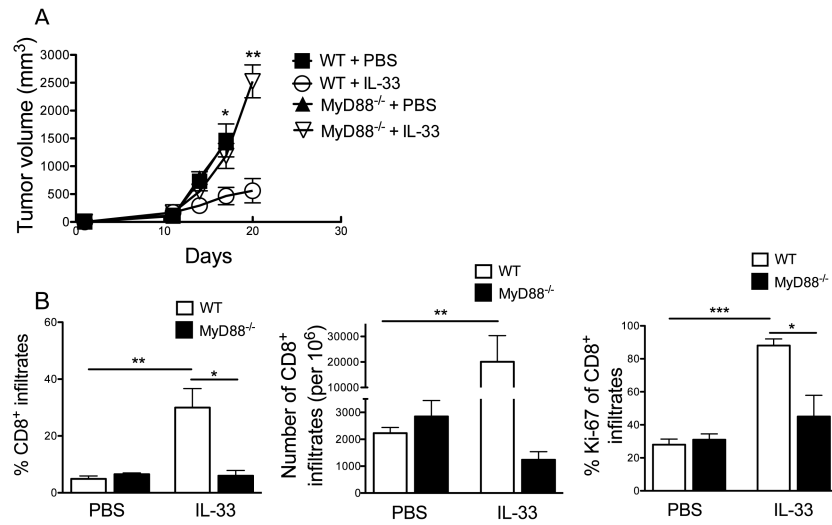 A
Tumor volume (mm³)
3000
2500
2000
1500
1000
500
0
0
10
20
30
Days
*
**
WT + PBS
WT + IL-33
MyD88⁻/⁻ + PBS
MyD88⁻/⁻ + IL-33
B
WT
MyD88⁻/⁻
% CD8⁺ infiltrates
60
40
20
0
**
*
PBS
IL-33
WT
MyD88⁻/⁻
Number of CD8⁺
infiltrates (per 10⁶)
30000
20000
10000
3000
2000
1000
0
**
PBS
IL-33
WT
MyD88⁻/⁻
% Ki-67 of CD8⁺
infiltrates
100
80
60
40
20
0
***
*
PBS
IL-33